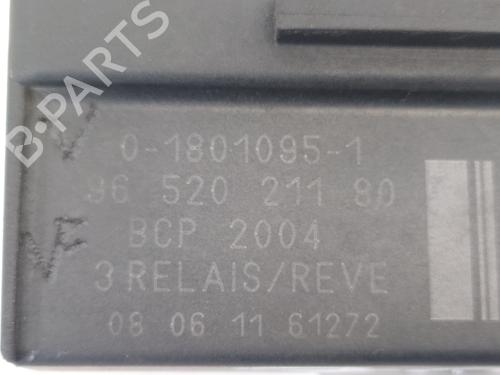 B-PARTS
0-1801095-1
96 520 211 80
BCP 2004
3 RELAIS/REVE
08 06 11 61272